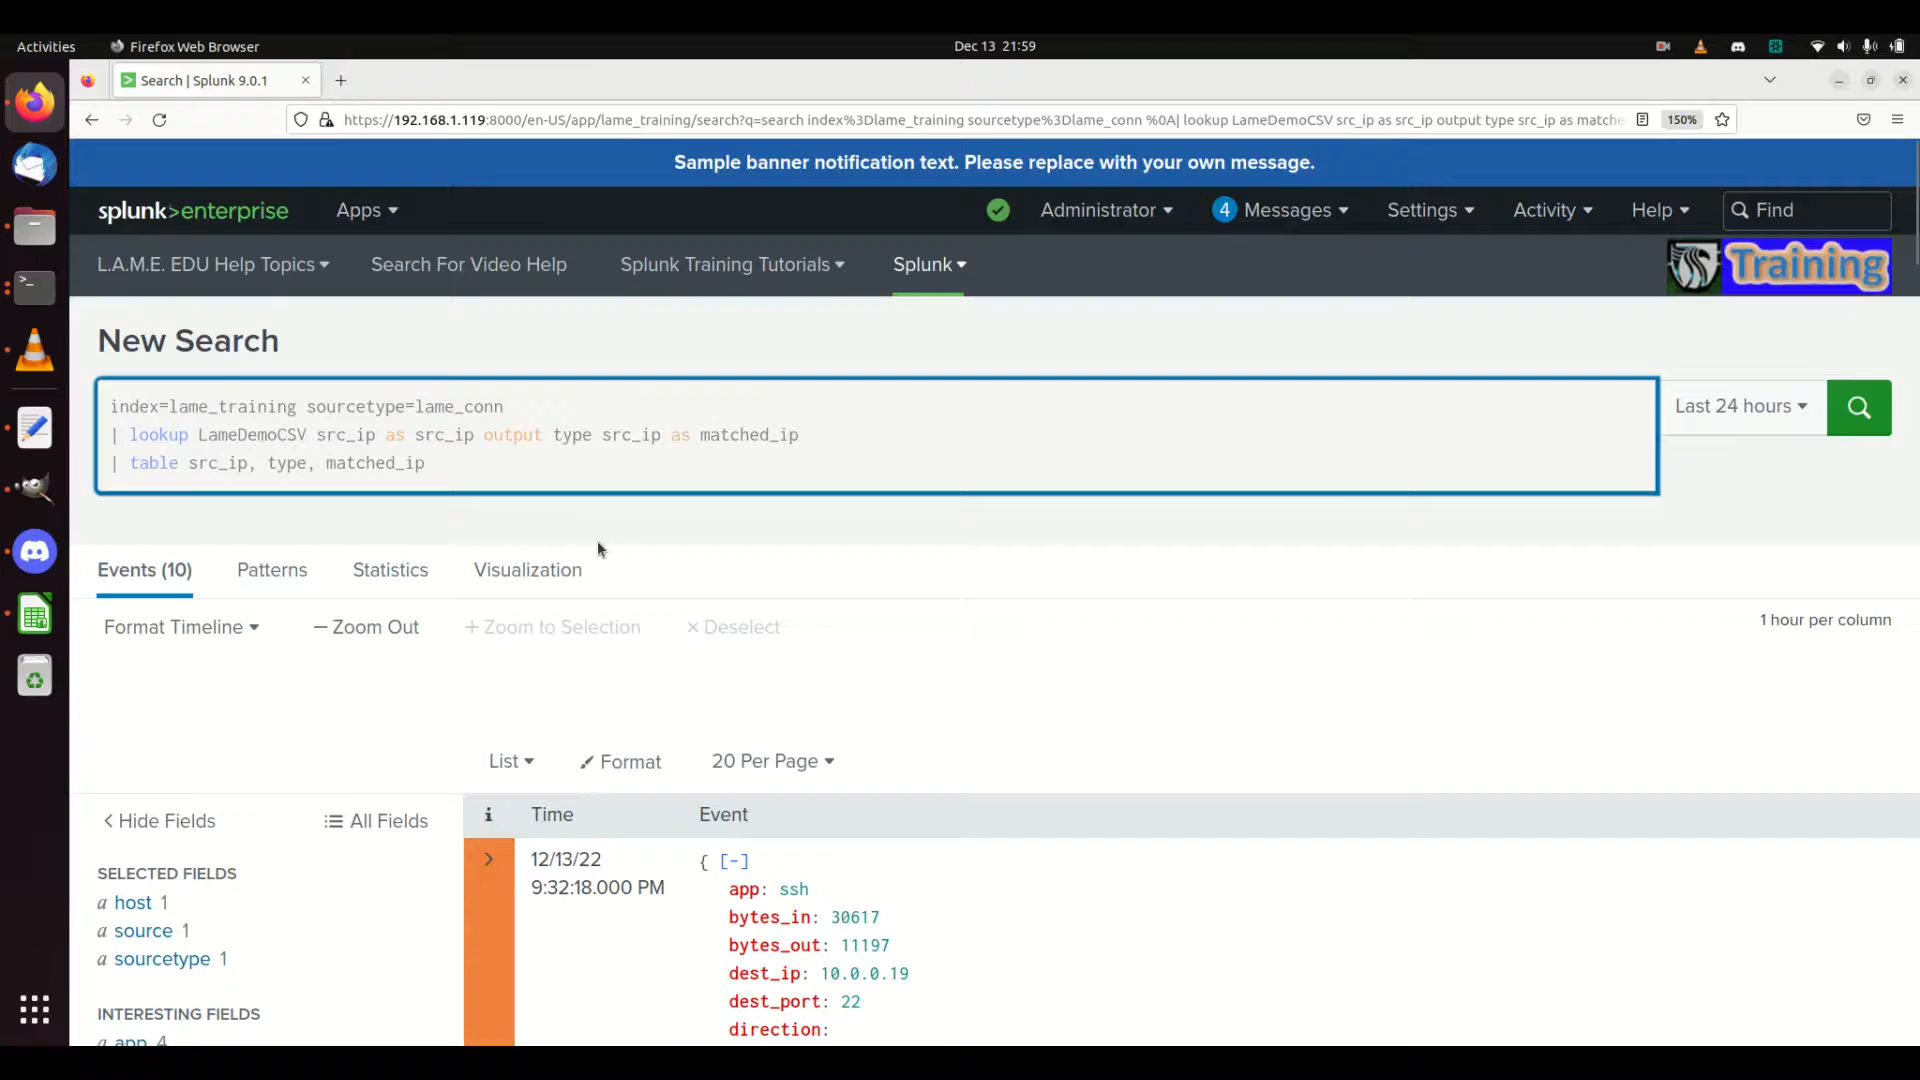 Activities
Firefox Web Browser
Dec 13 21:59
Search | Splunk 9.0.1
https://192.168.1.119:8000/en-US/app/lame_training/search?q=search index%3Dlame_training sourcetype%3Dlame_conn %0A| lookup LameDemoCSV src_ip as src_ip output type src_ip as matche
150%
Sample banner notification text. Please replace with your own message.
splunk>enterprise
Apps
Administrator
4 Messages
Settings
Activity
Help
Find
L.A.M.E. EDU Help Topics
Search For Video Help
Splunk Training Tutorials
Splunk
Training
New Search
index=lame_training sourcetype=lame_conn
| lookup LameDemoCSV src_ip as src_ip output type src_ip as matched_ip
| table src_ip, type, matched_ip
Last 24 hours
Events (10)
Patterns
Statistics
Visualization
Format Timeline
— Zoom Out
+ Zoom to Selection
× Deselect
1 hour per column
List
Format
20 Per Page
< Hide Fields
All Fields
i
Time
Event
SELECTED FIELDS
a host 1
a source 1
a sourcetype 1
INTERESTING FIELDS
a app 4
>
12/13/22
9:32:18.000 PM
{ [-]
app: ssh
bytes_in: 30617
bytes_out: 11197
dest_ip: 10.0.0.19
dest_port: 22
direction: